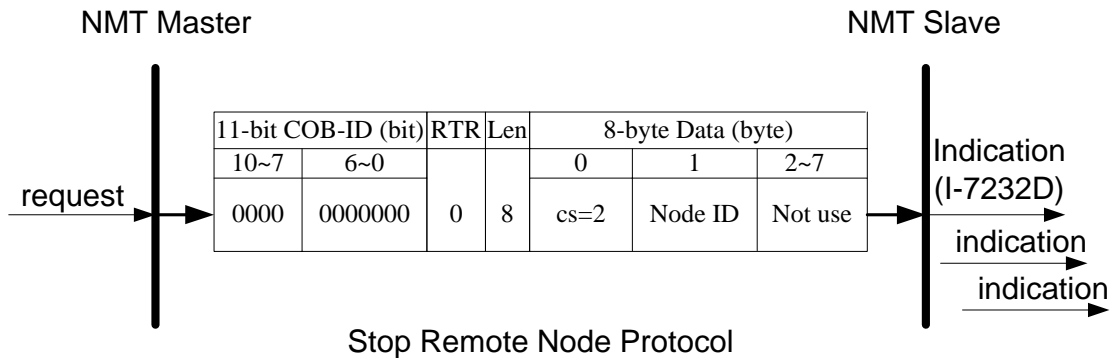 NMT Master
NMT Slave
11-bit COB-ID (bit) RTR Len 8-byte Data (byte)
10~7 6~0 0 1 2~7
0000 0000000 0 8 cs=2 Node ID Not use
request
Indication
(I-7232D)
indication
indication
Stop Remote Node Protocol